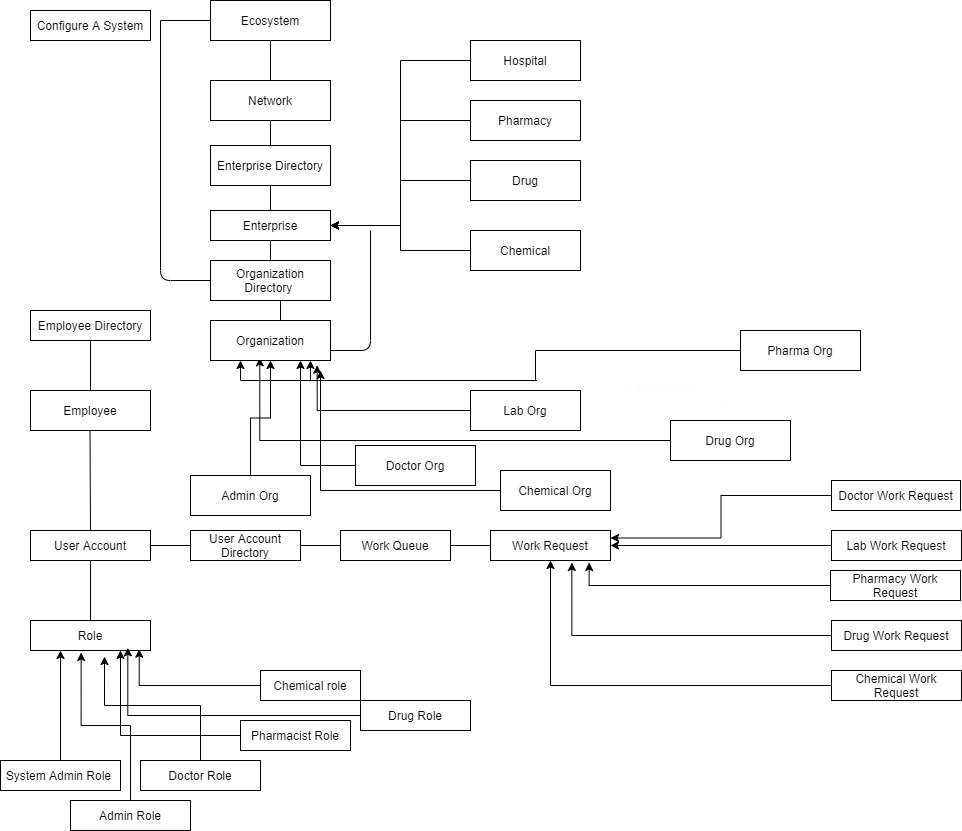 Configure A System
Ecosystem
Hospital
Network
Pharmacy
Enterprise Directory
Drug
Enterprise
Chemical
Organization
Directory
Employee Directory
Organization
Pharma Org
Employee
Lab Org
Drug Org
Doctor Org
Admin Org
Chemical Org
Doctor Work Request
User Account
User Account
Directory
Work Queue
Work Request
Lab Work Request
Pharmacy Work
Request
Role
Drug Work Request
Chemical role
Chemical Work
Request
Drug Role
Pharmacist Role
System Admin Role
Doctor Role
Admin Role